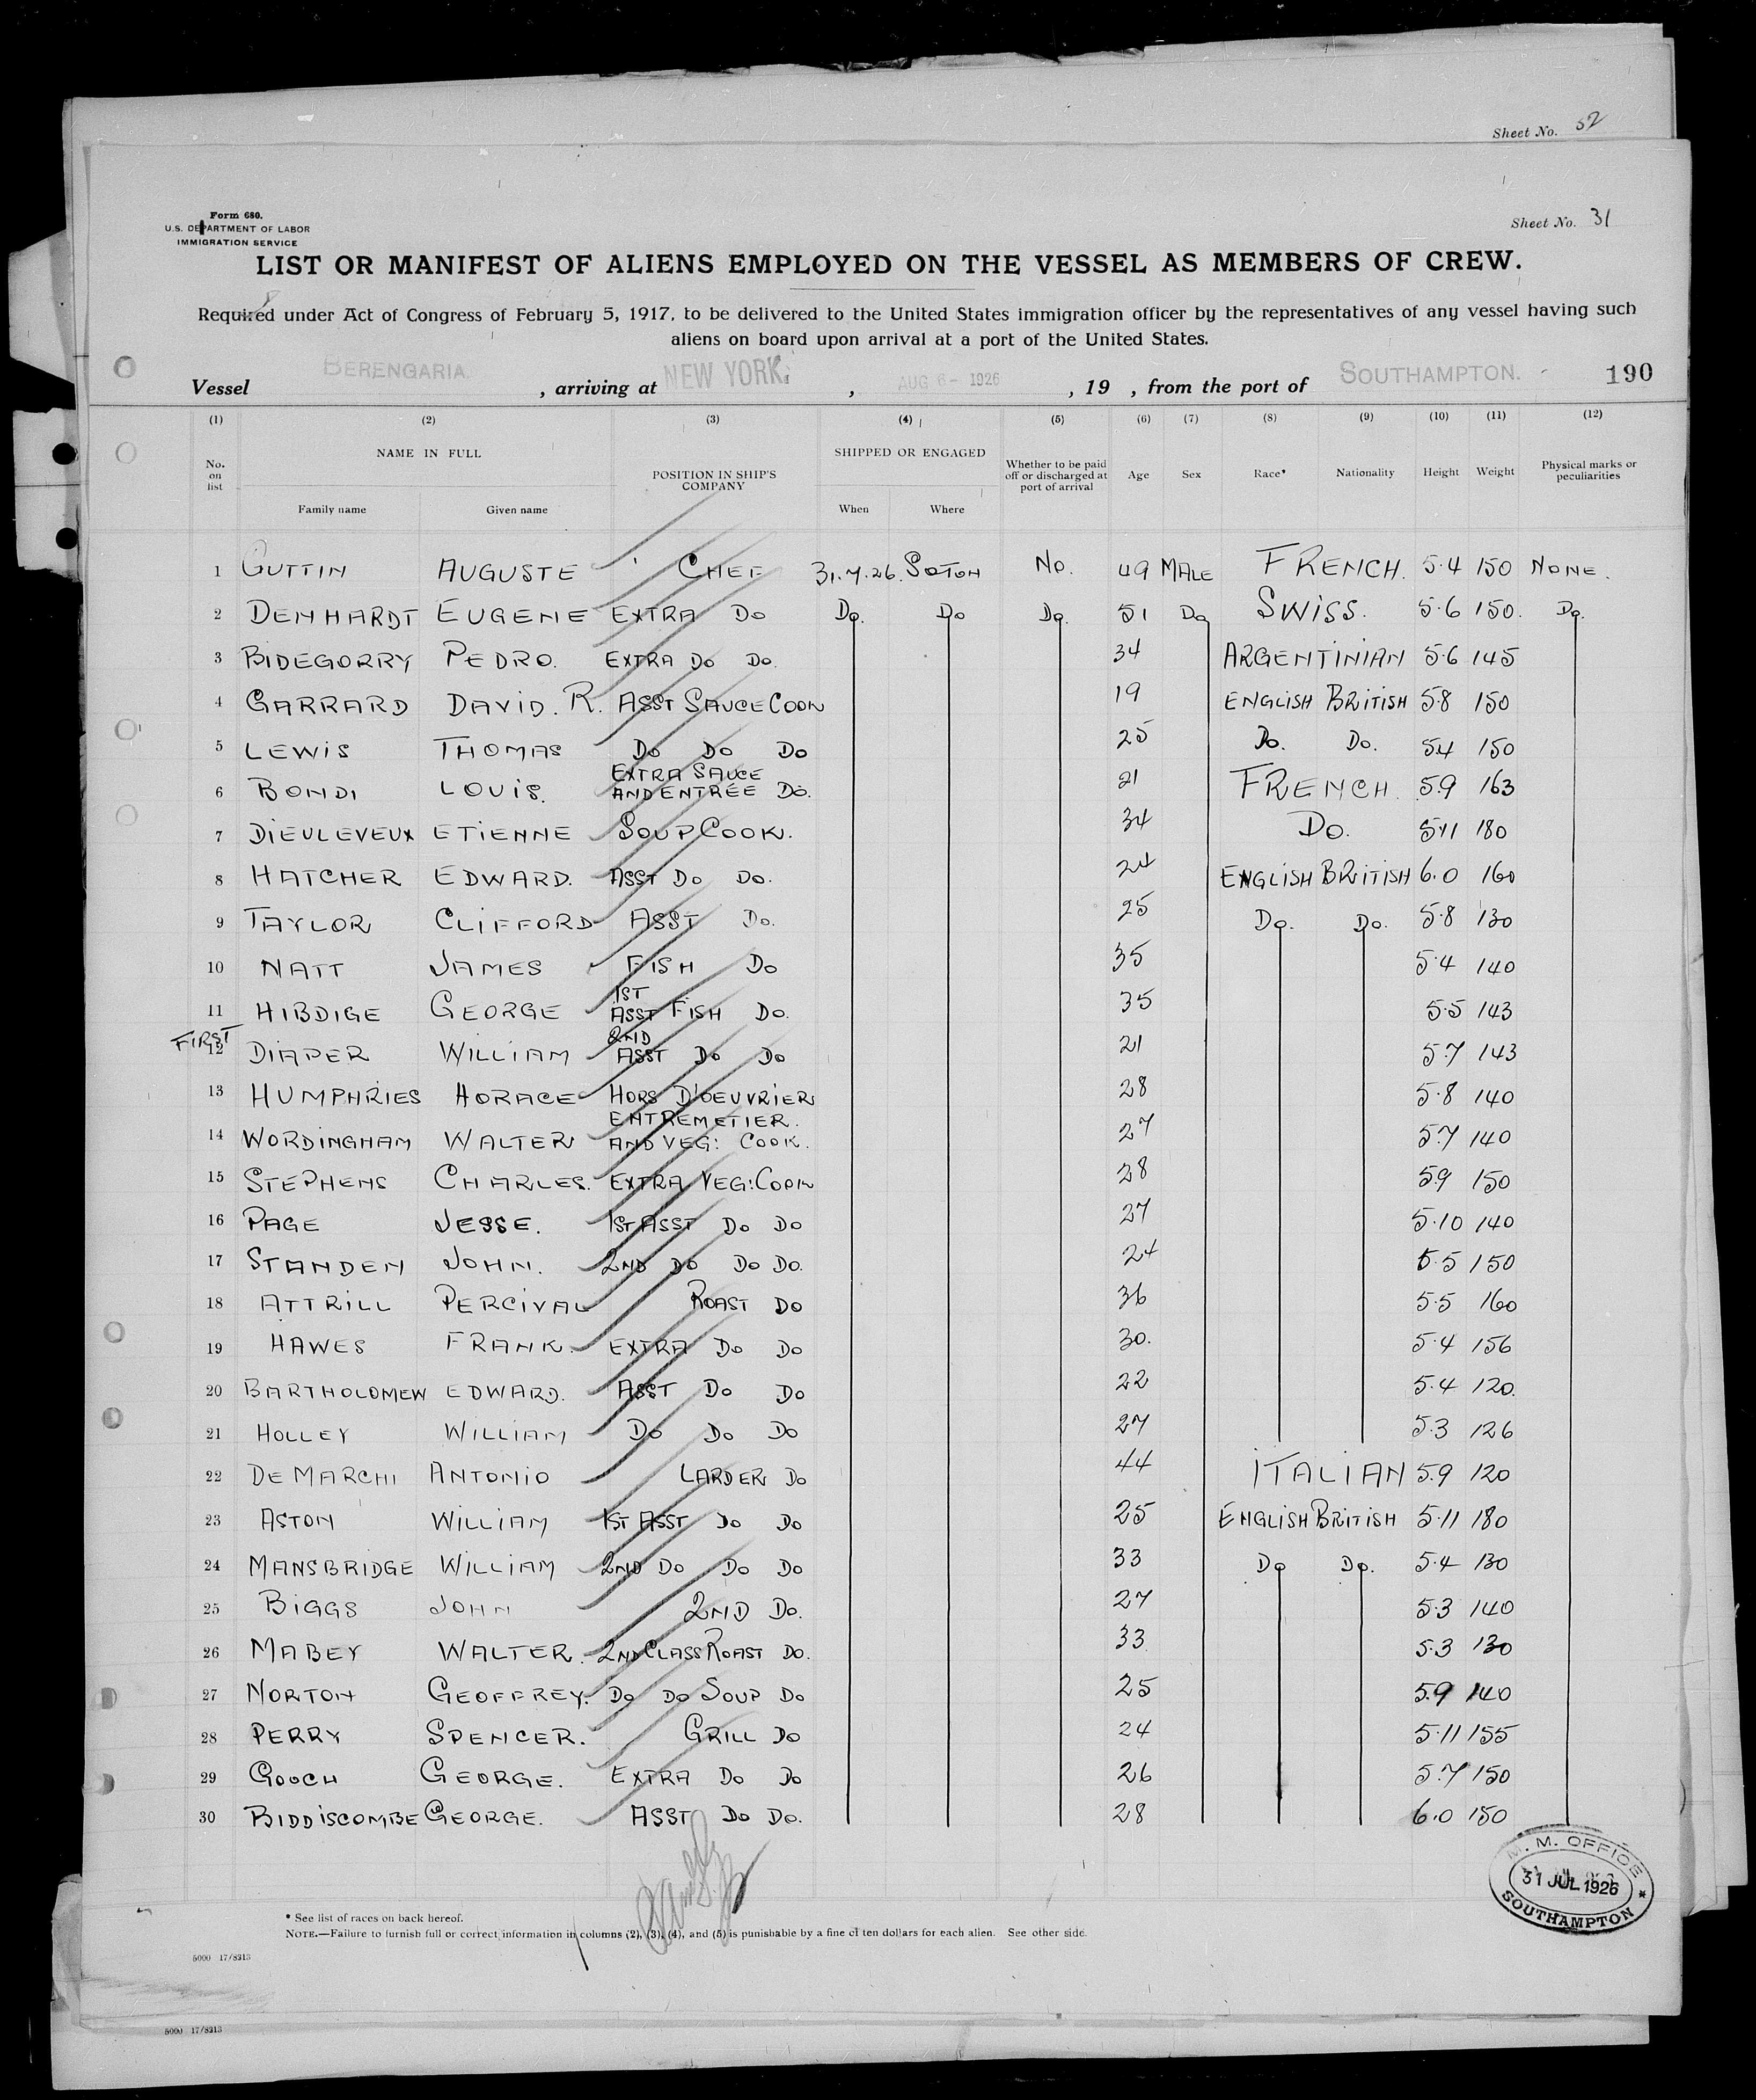 Sheet No. 52
Form 680.
U.S. DEPARTMENT OF LABOR
IMMIGRATION SERVICE
Sheet No. 31
LIST OR MANIFEST OF ALIENS EMPLOYED ON THE VESSEL AS MEMBERS OF CREW.
Required under Act of Congress of February 5, 1917, to be delivered to the United States immigration officer by the representatives of any vessel having such
aliens on board upon arrival at a port of the United States.
Vessel BERENGARIA. , arriving at NEW YORK. , AUG 6- 1926 , 19 , from the port of SOUTHAMPTON. 190
(1) (2) (3) (4) (5) (6) (7) (8) (9) (10) (11) (12)
No. on list NAME IN FULL Family name Given name POSITION IN SHIP'S COMPANY SHIPPED OR ENGAGED When Where Whether to be paid off or discharged at port of arrival Age Sex Race* Nationality Height Weight Physical marks or peculiarities
1 GUTTIN AUGUSTE CHEF 31.7.26. SOTON No. 49 MALE FRENCH. 5.4 150 NONE.
2 DENHARDT EUGENE EXTRA DO Do. Do Do. 51 Do SWISS. 5.6 150. Do.
3 BIDEGORRY PEDRO. EXTRA DO DO. 34 ARGENTINIAN 5.6 145
4 GARRARD DAVID. R. ASST SAUCE COOK 19 ENGLISH BRITISH 5.8 150
5 LEWIS THOMAS DO DO DO 25 Do. Do. 5.4 150
6 BONDI LOUIS. EXTRA SAUCE AND ENTRÉE DO. 21 FRENCH. 5.9 163
7 DIEULEVEUX ETIENNE SOUP COOK. 34 DO. 5.11 180
8 HATCHER EDWARD. ASST DO DO. 24 ENGLISH BRITISH 6.0 160
9 TAYLOR CLIFFORD ASST DO. 25 Do. Do. 5.8 130
10 NATT JAMES FISH DO 35 5.4 140
11 HIBDIGE GEORGE 1ST ASST FISH DO. 35 5.5 143
FIRST
12 DIAPER WILLIAM 2ND ASST DO DO 21 5.7 143
13 HUMPHRIES HORACE HORS D'OEUVRIER 28 5.8 140
14 WORDINGHAM WALTER ENTREMETIER. AND VEG: COOK. 27 5.7 140
15 STEPHENS CHARLES. EXTRA VEG: COOK 28 5.9 150
16 PAGE JESSE. 1ST ASST DO DO 27 5.10 140
17 STANDEN JOHN. 2ND DO DO DO. 24 5.5 150
18 ATTRILL PERCIVAL ROAST DO 36 5.5 160
19 HAWES FRANK. EXTRA DO DO 30. 5.4 156
20 BARTHOLOMEW EDWARD. ASST DO DO 22 5.4 120.
21 HOLLEY WILLIAM DO DO DO 27 5.3 126
22 DE MARCHI ANTONIO LARDER DO 44 ITALIAN 5.9 120
23 ASTON WILLIAM 1ST ASST DO DO 25 ENGLISH BRITISH 5.11 180
24 MANSBRIDGE WILLIAM 2ND DO DO DO 33 Do Do. 5.4 130
25 BIGGS JOHN 2ND DO. 27 5.3 140
26 MABEY WALTER. 2ND CLASS ROAST DO. 33 5.3 130
27 NORTON GEOFFREY. DO DO SOUP DO 25 5.9 140
28 PERRY SPENCER. GRILL DO 24 5.11 155
29 GOOCH GEORGE. EXTRA DO DO 26 5.7 150
30 BIDDISCOMBE GEORGE. ASST DO DO. 28 6.0 150
M. M. OFFICE
31 JUL 1926
SOUTHAMPTON *
* See list of races on back hereof.
NOTE.—Failure to furnish full or correct information in columns (2), (3), (4), and (5) is punishable by a fine of ten dollars for each alien. See other side.
5000 17/8213
5000 17/8213